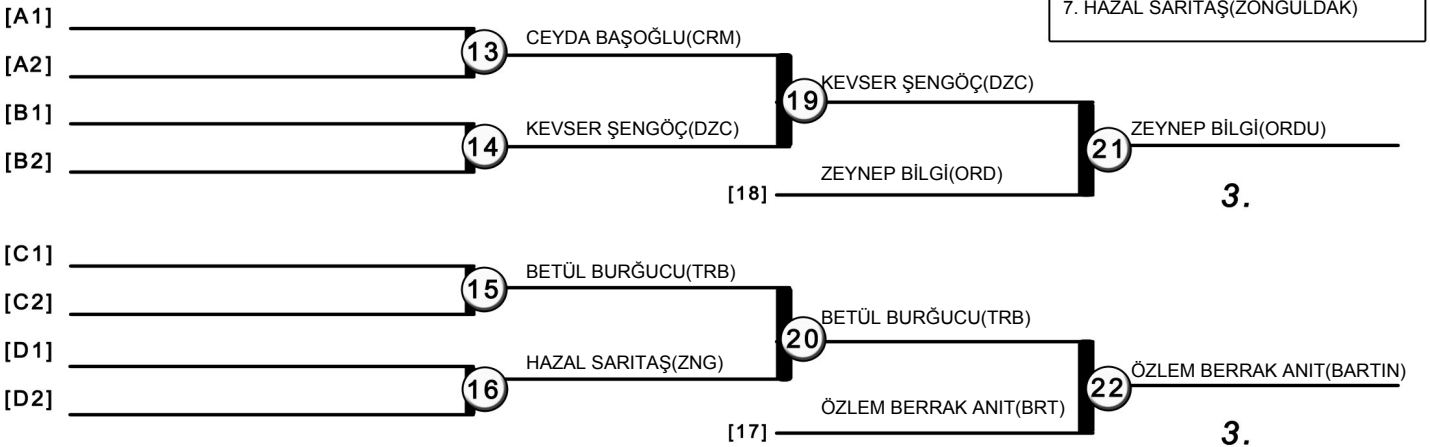 7. HAZAL SARITAŞ(ZONGULDAK)
[A1]
13
CEYDA BAŞOĞLU(CRM)
[A2]
19
KEVSER ŞENGÖÇ(DZC)
[B1]
14
KEVSER ŞENGÖÇ(DZC)
21
ZEYNEP BİLGİ(ORDU)
[B2]
[18]
ZEYNEP BİLGİ(ORD)
3.
[C1]
15
BETÜL BURĞUCU(TRB)
[C2]
20
BETÜL BURĞUCU(TRB)
[D1]
16
HAZAL SARITAŞ(ZNG)
22
ÖZLEM BERRAK ANIT(BARTIN)
[D2]
[17]
ÖZLEM BERRAK ANIT(BRT)
3.